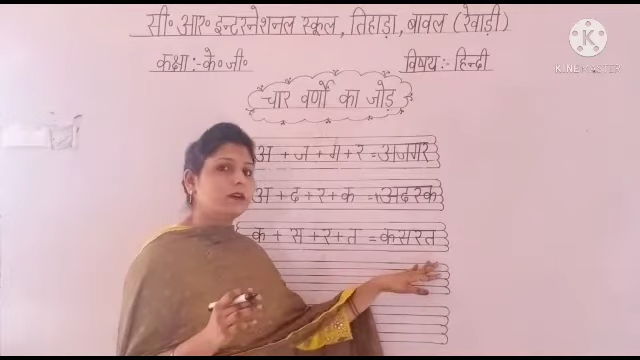 सी॰ आर॰ इन्टरनेशनल स्कूल, तिहाड़ा, बावल (रेवाड़ी)
कक्षा :- के॰ जी॰
विषय:- हिन्दी
चार वर्णों का जोड़
अ + ज + ग + र = अजगर
अ + द + र + क = अदरक
क + स + र + त = कसरत
KINEMASTER